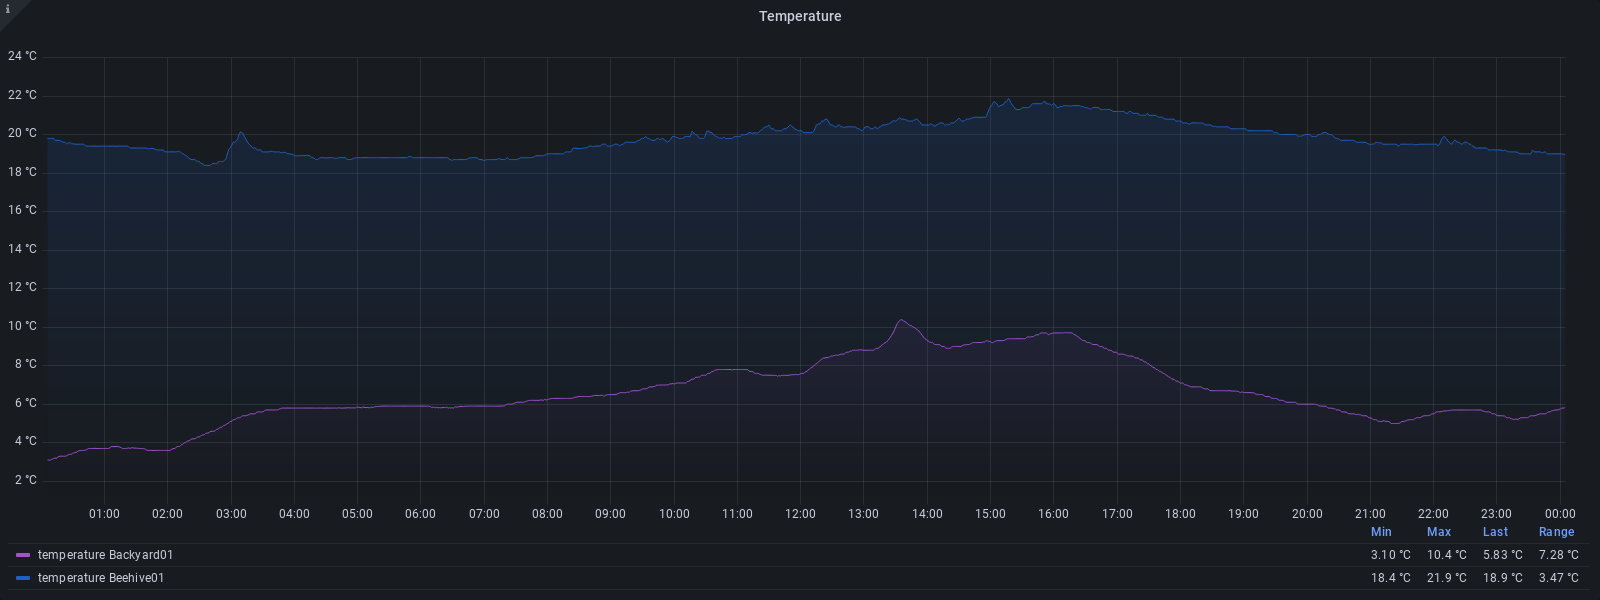 i
Temperature
24 °C
22 °C
20 °C
18 °C
16 °C
14 °C
12 °C
10 °C
8 °C
6 °C
4 °C
2 °C
01:00 02:00 03:00 04:00 05:00 06:00 07:00 08:00 09:00 10:00 11:00 12:00 13:00 14:00 15:00 16:00 17:00 18:00 19:00 20:00 21:00 22:00 23:00 00:00
Min Max Last Range
temperature Backyard01 3.10 °C 10.4 °C 5.83 °C 7.28 °C
temperature Beehive01 18.4 °C 21.9 °C 18.9 °C 3.47 °C